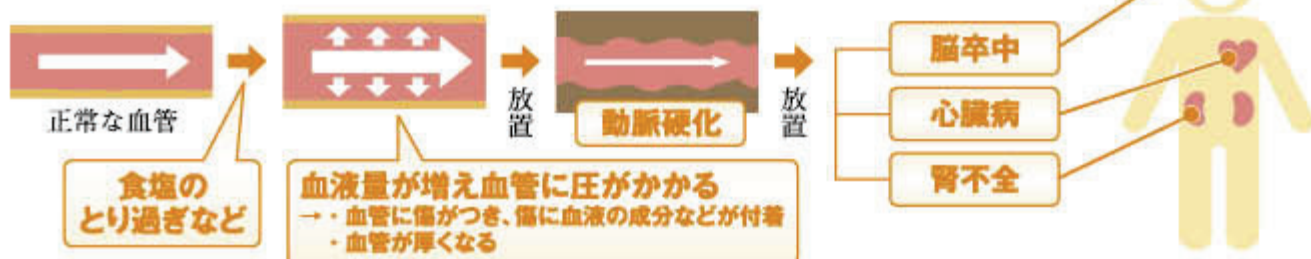 正常な血管
食塩の
とり過ぎなど
血液量が増え血管に圧がかかる
→・血管に傷がつき、傷に血液の成分などが付着
・血管が厚くなる
放置
動脈硬化
放置
脳卒中
心臓病
腎不全